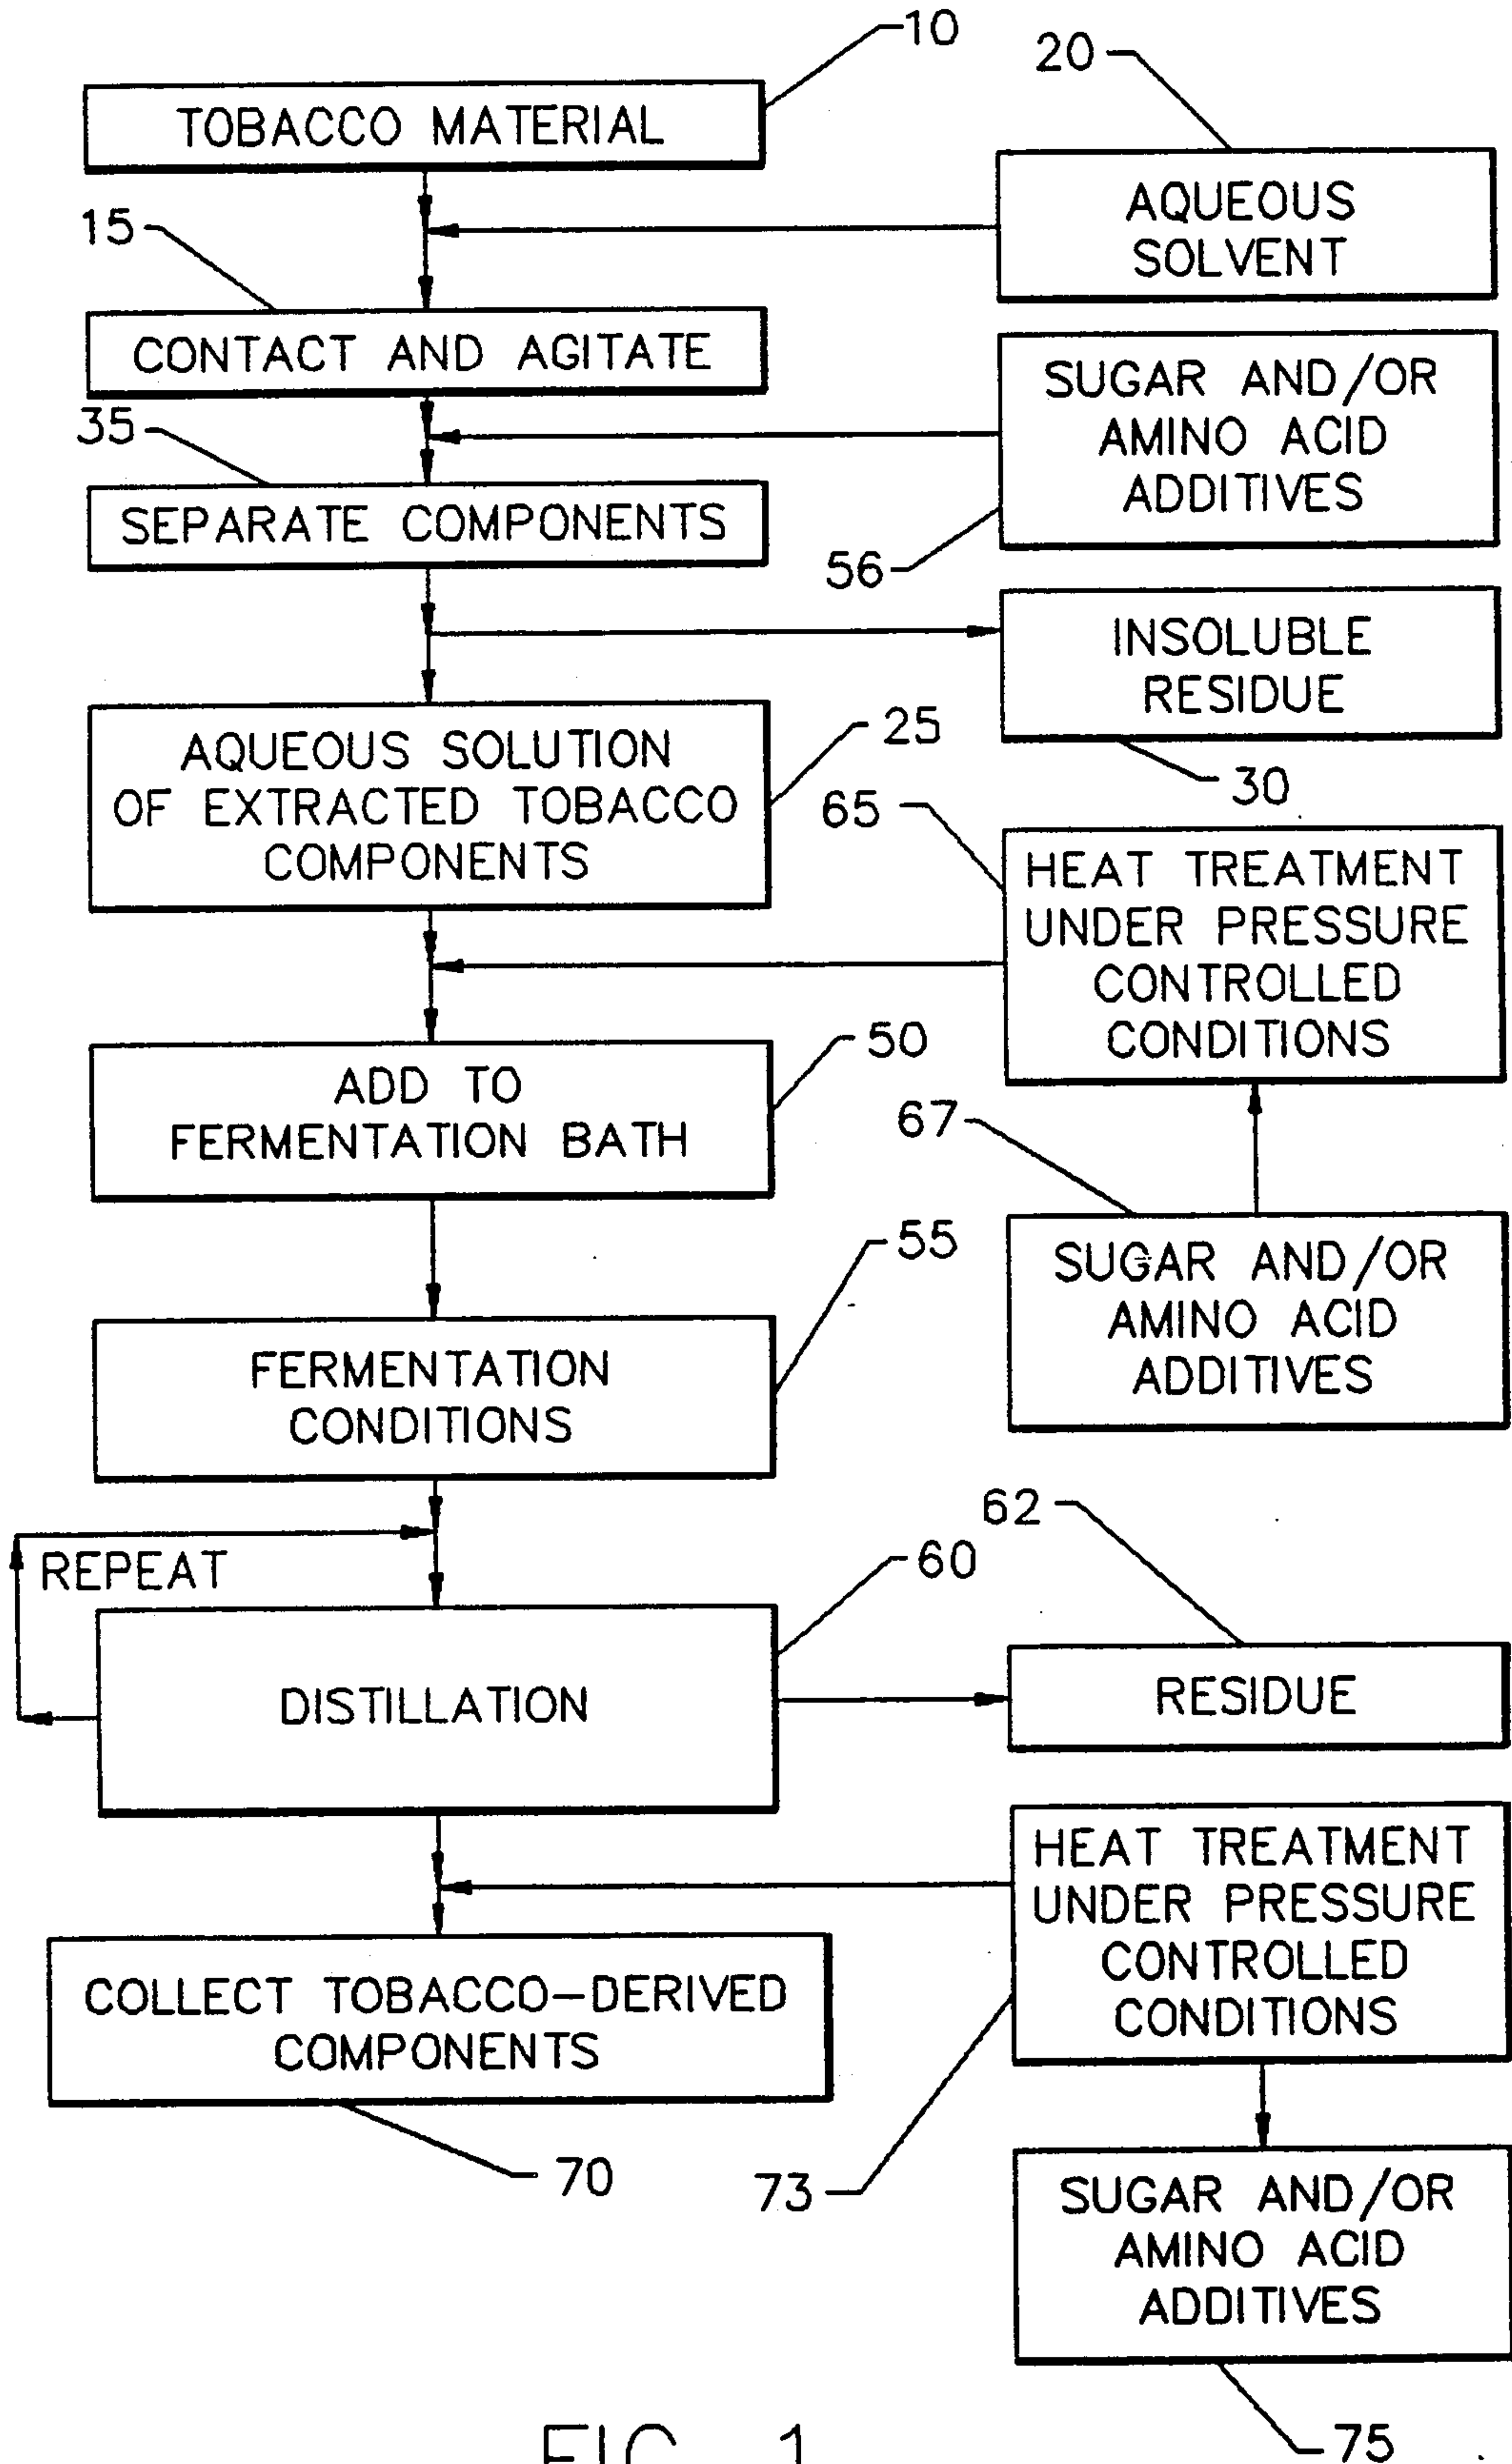 10
20
TOBACCO MATERIAL
AQUEOUS
SOLVENT
15
CONTACT AND AGITATE
SUGAR AND/OR
AMINO ACID
ADDITIVES
35
SEPARATE COMPONENTS
56
INSOLUBLE
RESIDUE
30
AQUEOUS SOLUTION
OF EXTRACTED TOBACCO
COMPONENTS
25
65
HEAT TREATMENT
UNDER PRESSURE
CONTROLLED
CONDITIONS
50
ADD TO
FERMENTATION BATH
67
SUGAR AND/OR
AMINO ACID
ADDITIVES
55
FERMENTATION
CONDITIONS
62
REPEAT
60
DISTILLATION
RESIDUE
HEAT TREATMENT
UNDER PRESSURE
CONTROLLED
CONDITIONS
COLLECT TOBACCO-DERIVED
COMPONENTS
70
73
SUGAR AND/OR
AMINO ACID
ADDITIVES
75
FIG. 1